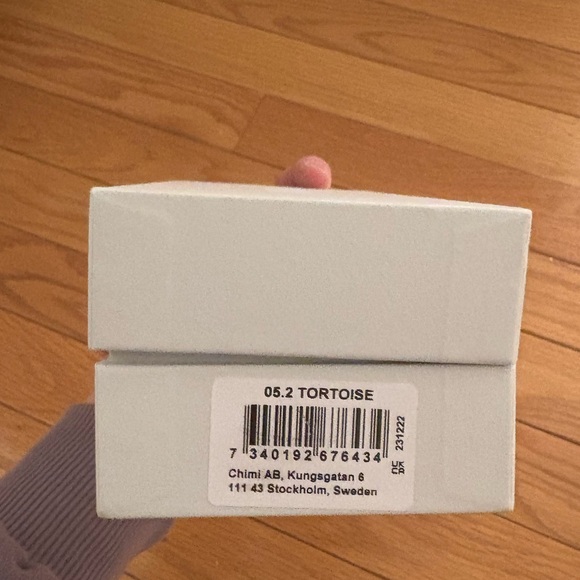 05.2 TORTOISE
7 340192 676434
231222
Chimi AB, Kungsgatan 6
111 43 Stockholm, Sweden